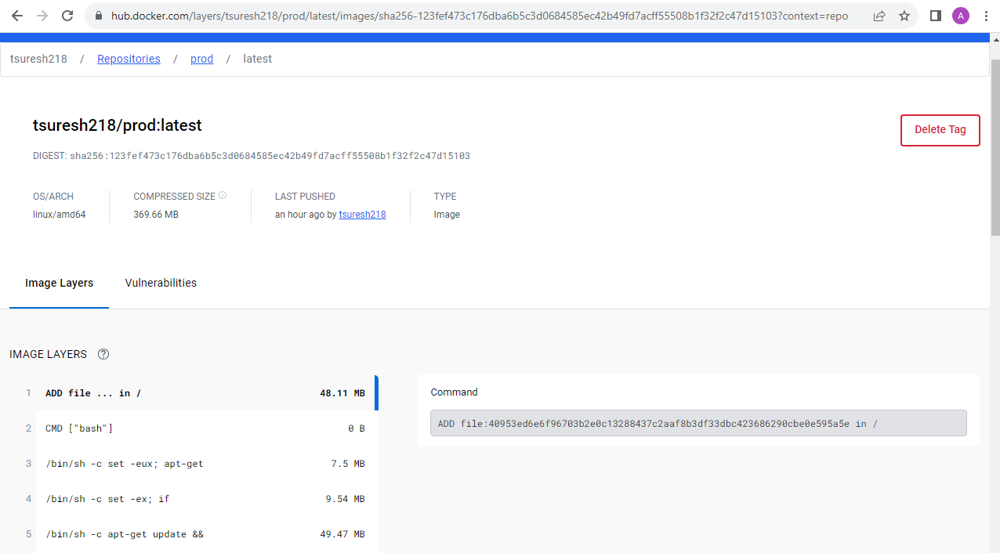 hub.docker.com/layers/tsuresh218/prod/latest/images/sha256-123fef473c176dba6b5c3d0684585ec42b49fd7acff55508b1f32f2c47d15103?context=repo
A
tsuresh218 / Repositories / prod / latest
tsuresh218/prod:latest
Delete Tag
DIGEST: sha256:123fef473c176dba6b5c3d0684585ec42b49fd7acff55508b1f32f2c47d15103
OS/ARCH COMPRESSED SIZE LAST PUSHED TYPE
linux/amd64 369.66 MB an hour ago by tsuresh218 Image
Image Layers Vulnerabilities
IMAGE LAYERS
1 ADD file ... in / 48.11 MB
2 CMD ["bash"] 0 B
3 /bin/sh -c set -eux; apt-get 7.5 MB
4 /bin/sh -c set -ex; if 9.54 MB
5 /bin/sh -c apt-get update && 49.47 MB
Command
ADD file:40953ed6e6f96703b2e0c13288437c2aaf8b3df33dbc423686290cbe0e595a5e in /